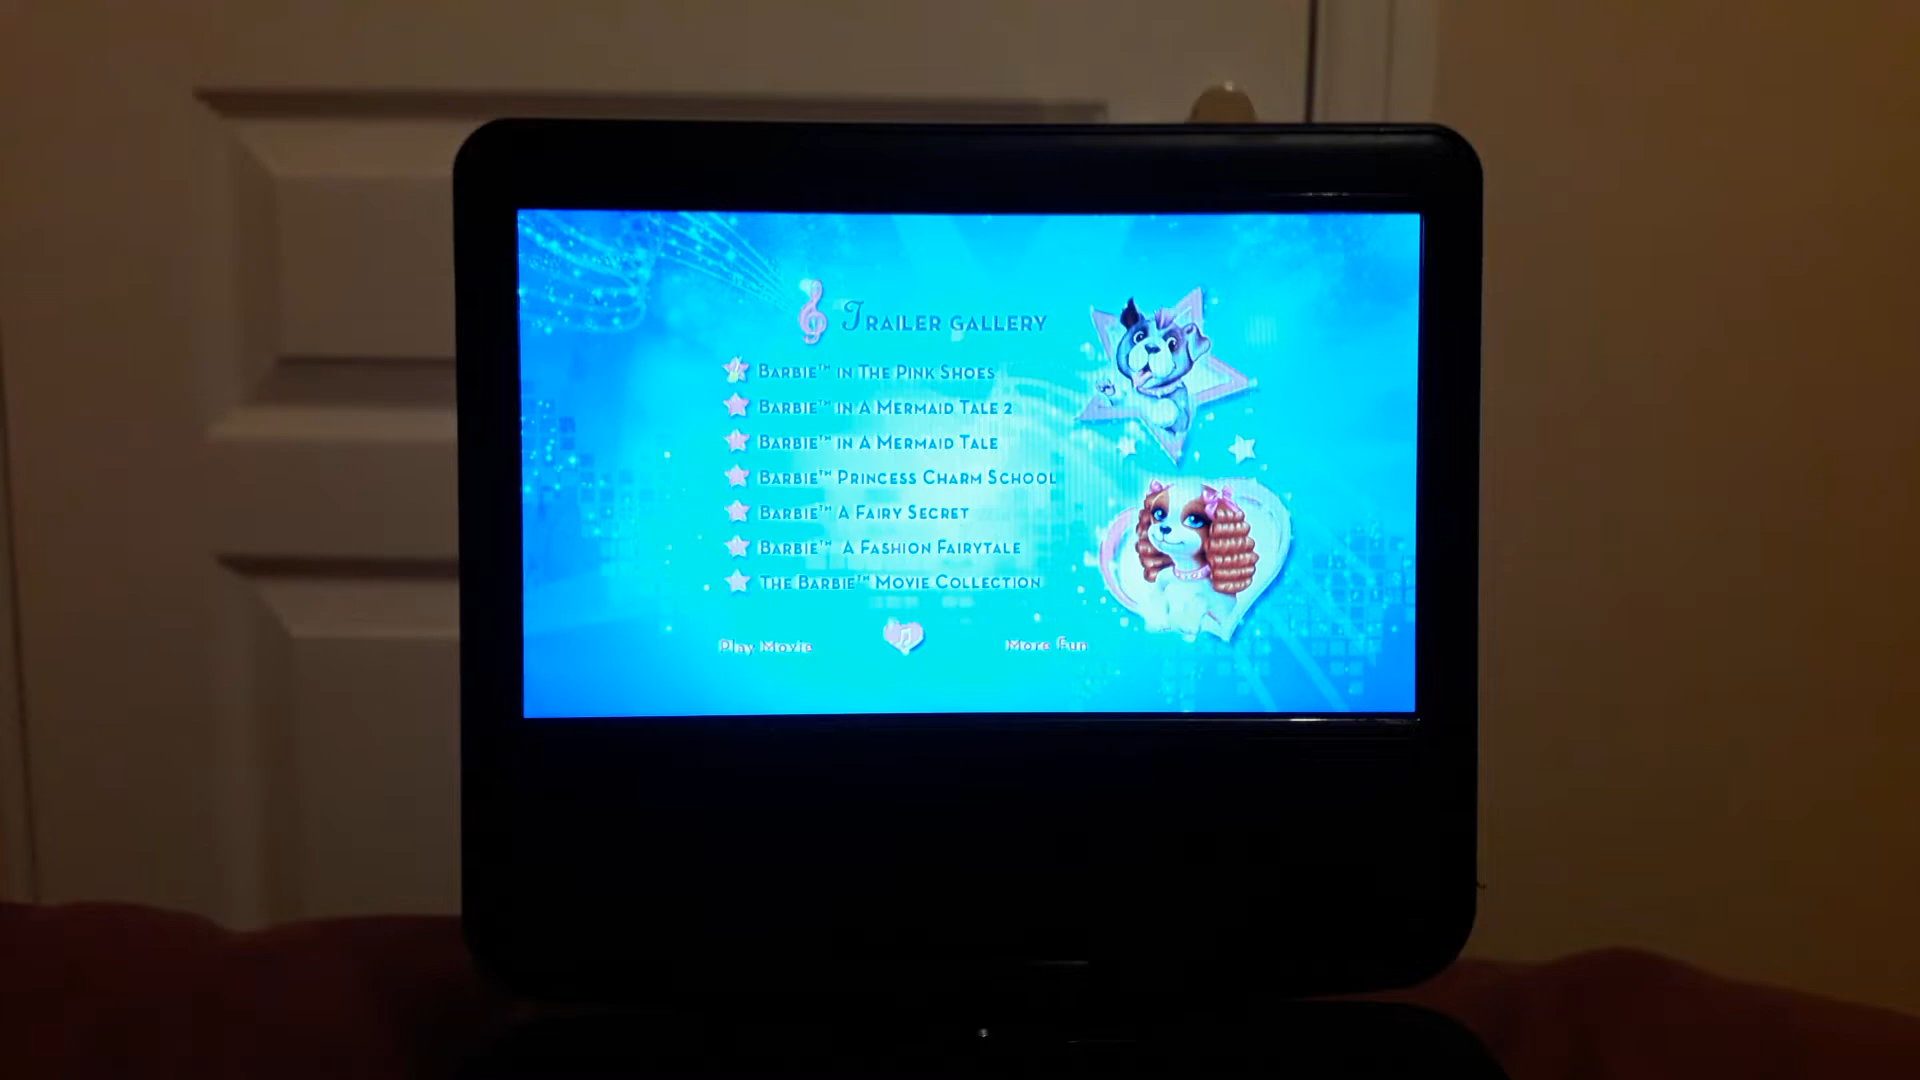 Trailer Gallery
Barbie™ in The Pink Shoes
Barbie™ in A Mermaid Tale 2
Barbie™ in A Mermaid Tale
Barbie™ Princess Charm School
Barbie™ A Fairy Secret
Barbie™ A Fashion Fairytale
The Barbie™ Movie Collection
Play Movie
More Fun